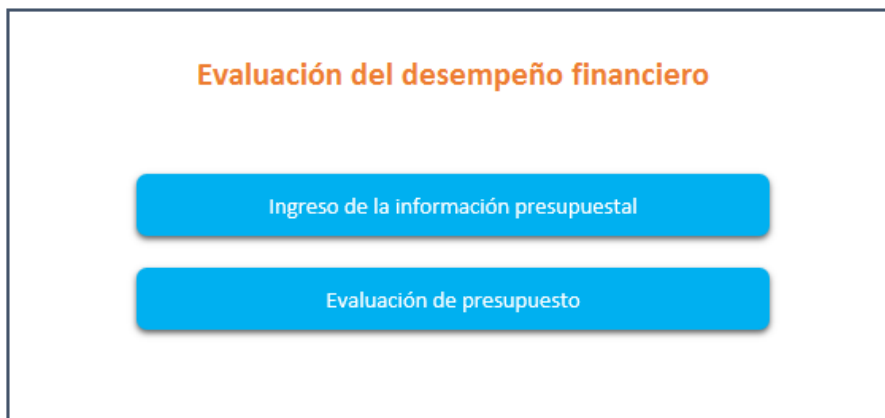 Evaluación del desempeño financiero
Ingreso de la información presupuestal
Evaluación de presupuesto